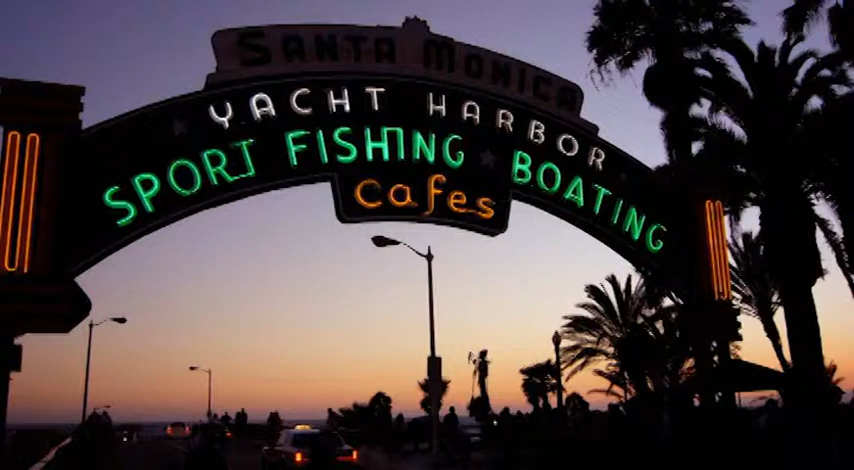 SANTA MONICA
YACHT HARBOR
SPORT FISHING BOATING
Cafes